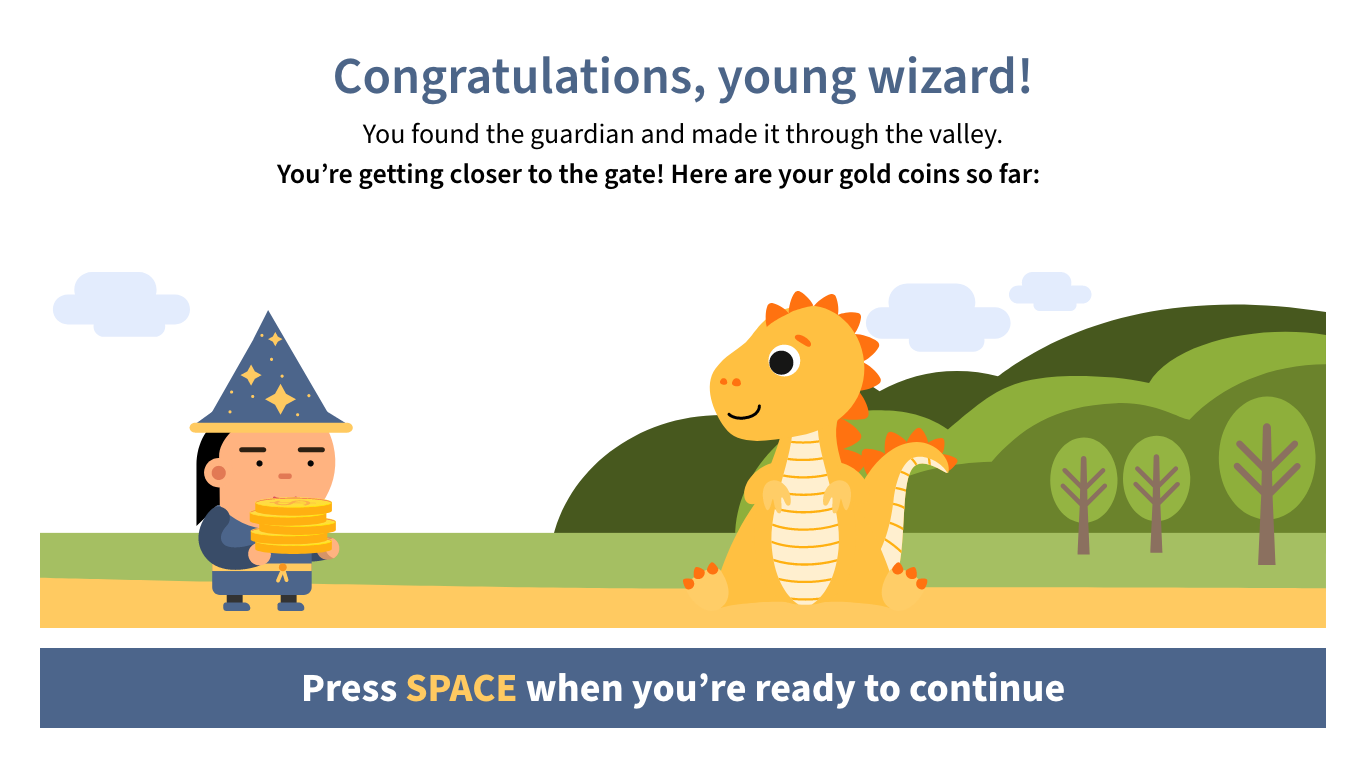 Congratulations, young wizard!
You found the guardian and made it through the valley.
You’re getting closer to the gate! Here are your gold coins so far:
Press SPACE when you’re ready to continue